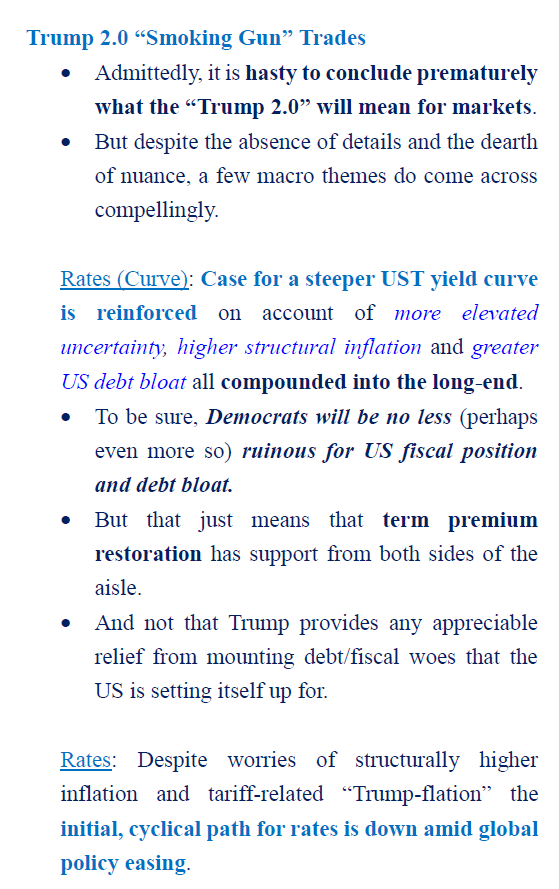 Trump 2.0 “Smoking Gun” Trades
• Admittedly, it is hasty to conclude prematurely
what the “Trump 2.0” will mean for markets.
• But despite the absence of details and the dearth
of nuance, a few macro themes do come across
compellingly.
Rates (Curve): Case for a steeper UST yield curve
is reinforced on account of more elevated
uncertainty, higher structural inflation and greater
US debt bloat all compounded into the long-end.
• To be sure, Democrats will be no less (perhaps
even more so) ruinous for US fiscal position
and debt bloat.
• But that just means that term premium
restoration has support from both sides of the
aisle.
• And not that Trump provides any appreciable
relief from mounting debt/fiscal woes that the
US is setting itself up for.
Rates: Despite worries of structurally higher
inflation and tariff-related “Trump-flation” the
initial, cyclical path for rates is down amid global
policy easing.